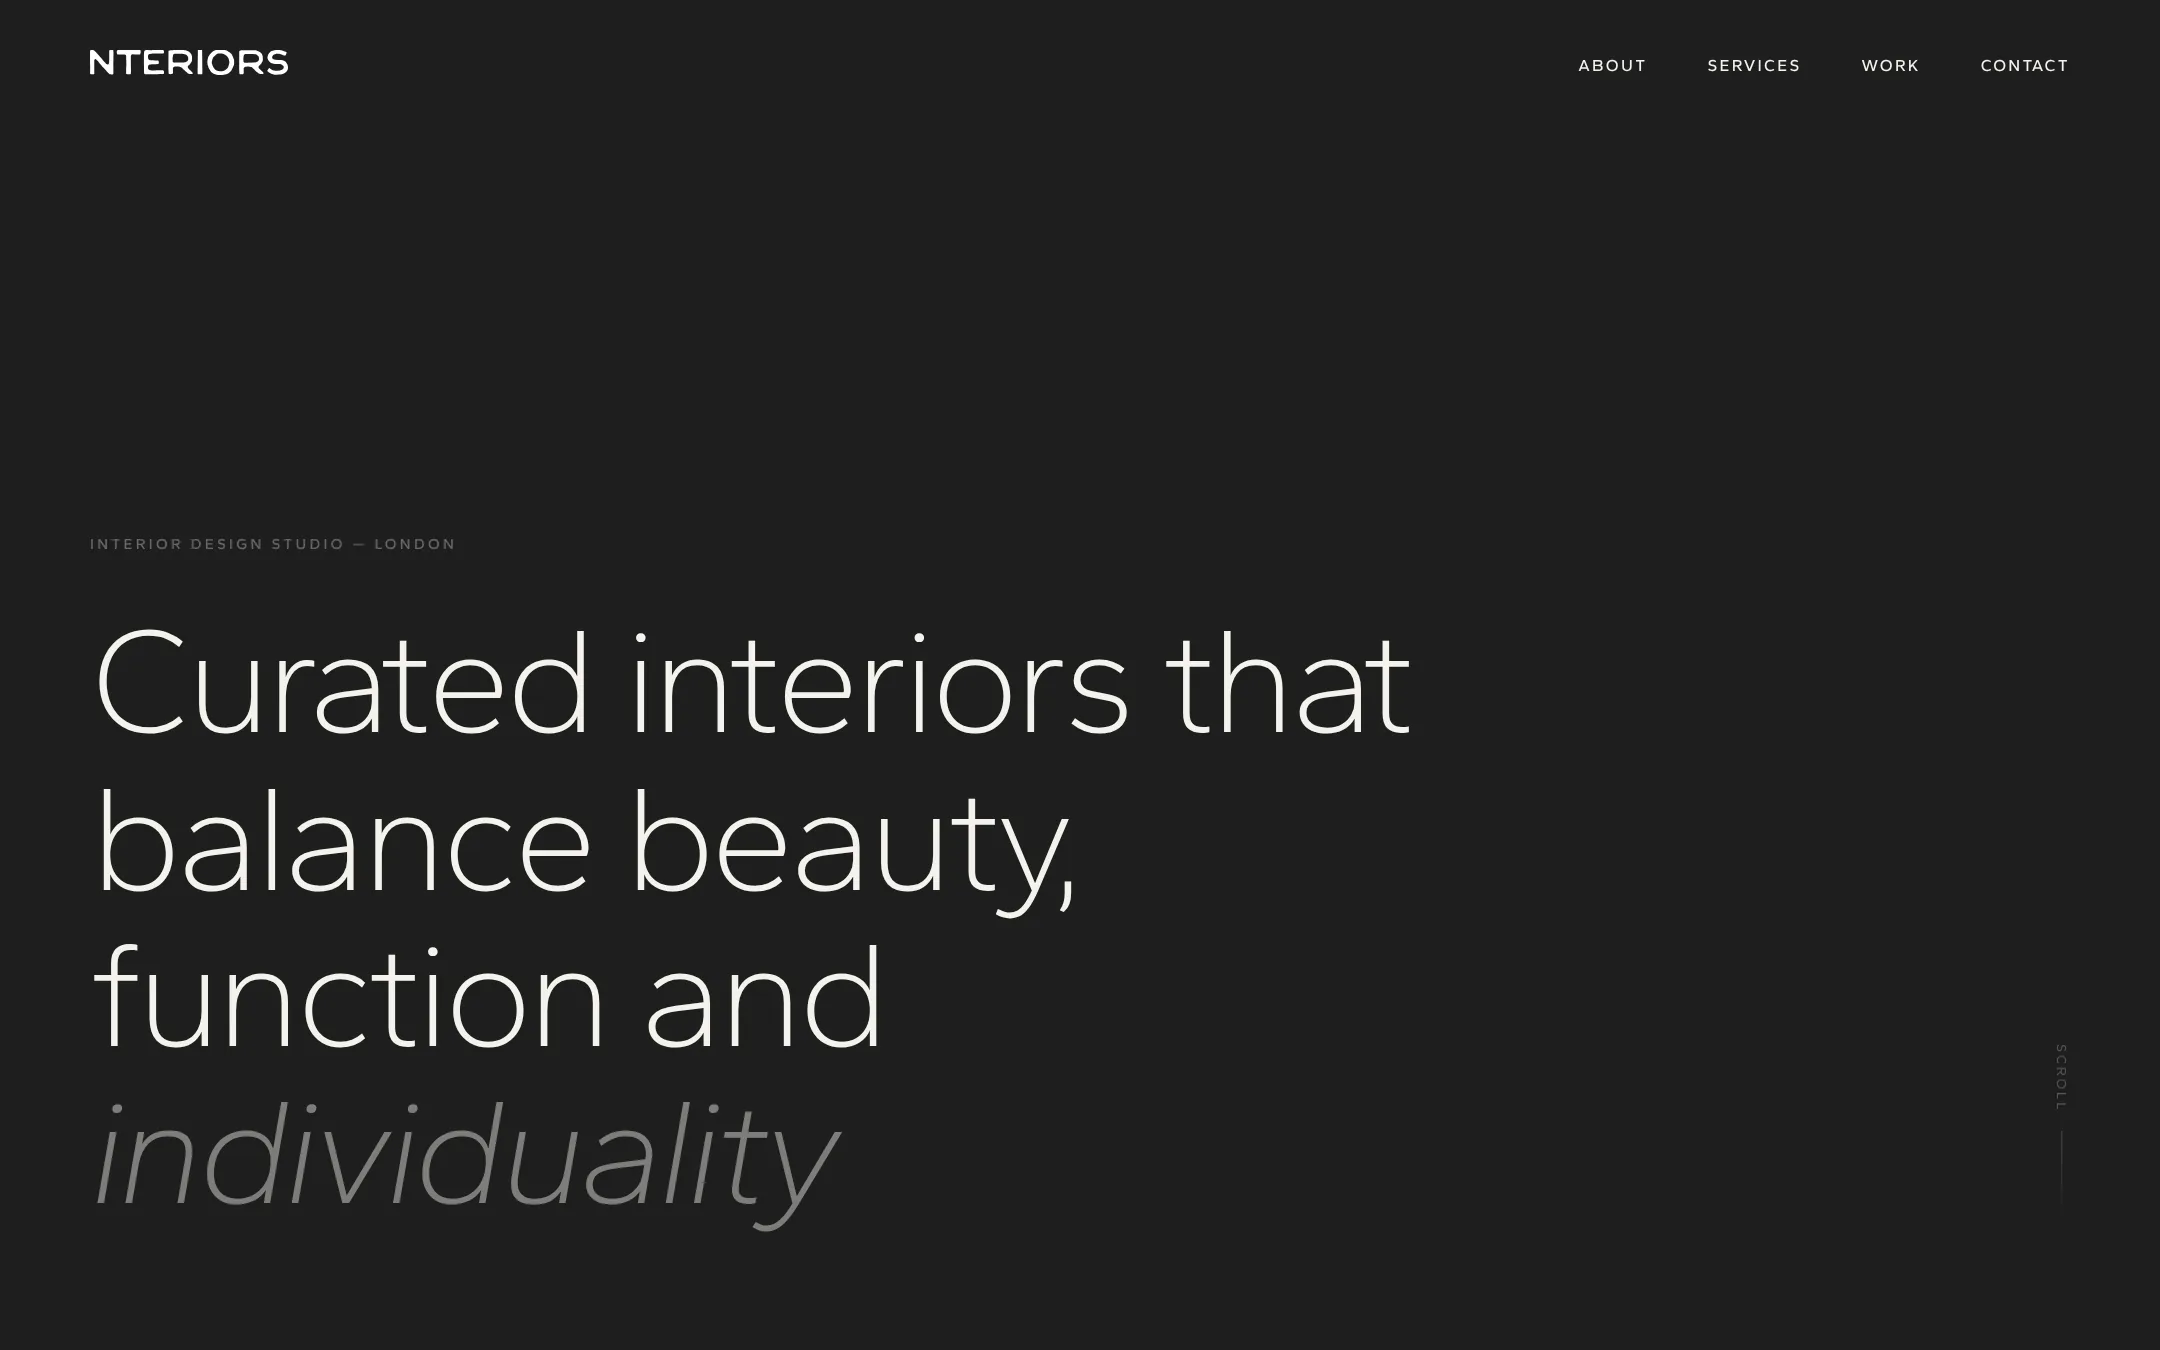 NTERIORS
ABOUT SERVICES WORK CONTACT
INTERIOR DESIGN STUDIO — LONDON
Curated interiors that
balance beauty,
function and
individuality
SCROLL